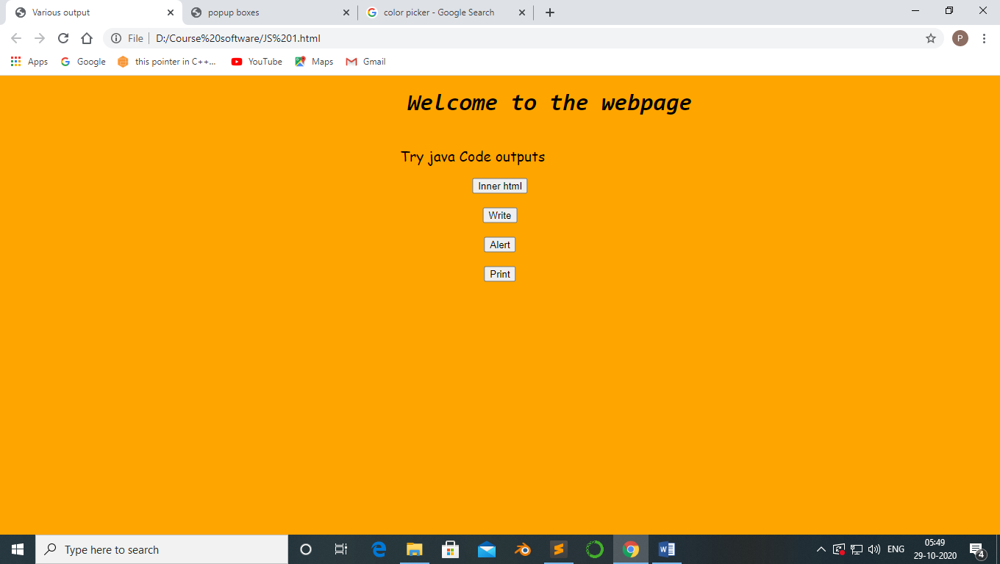 Various output
popup boxes
color picker - Google Search
File
D:/Course%20software/JS%201.html
P
Apps
Google
this pointer in C++...
YouTube
Maps
Gmail
Welcome to the webpage
Try java Code outputs
Inner html
Write
Alert
Print
Type here to search
ENG
05:49
29-10-2020
4